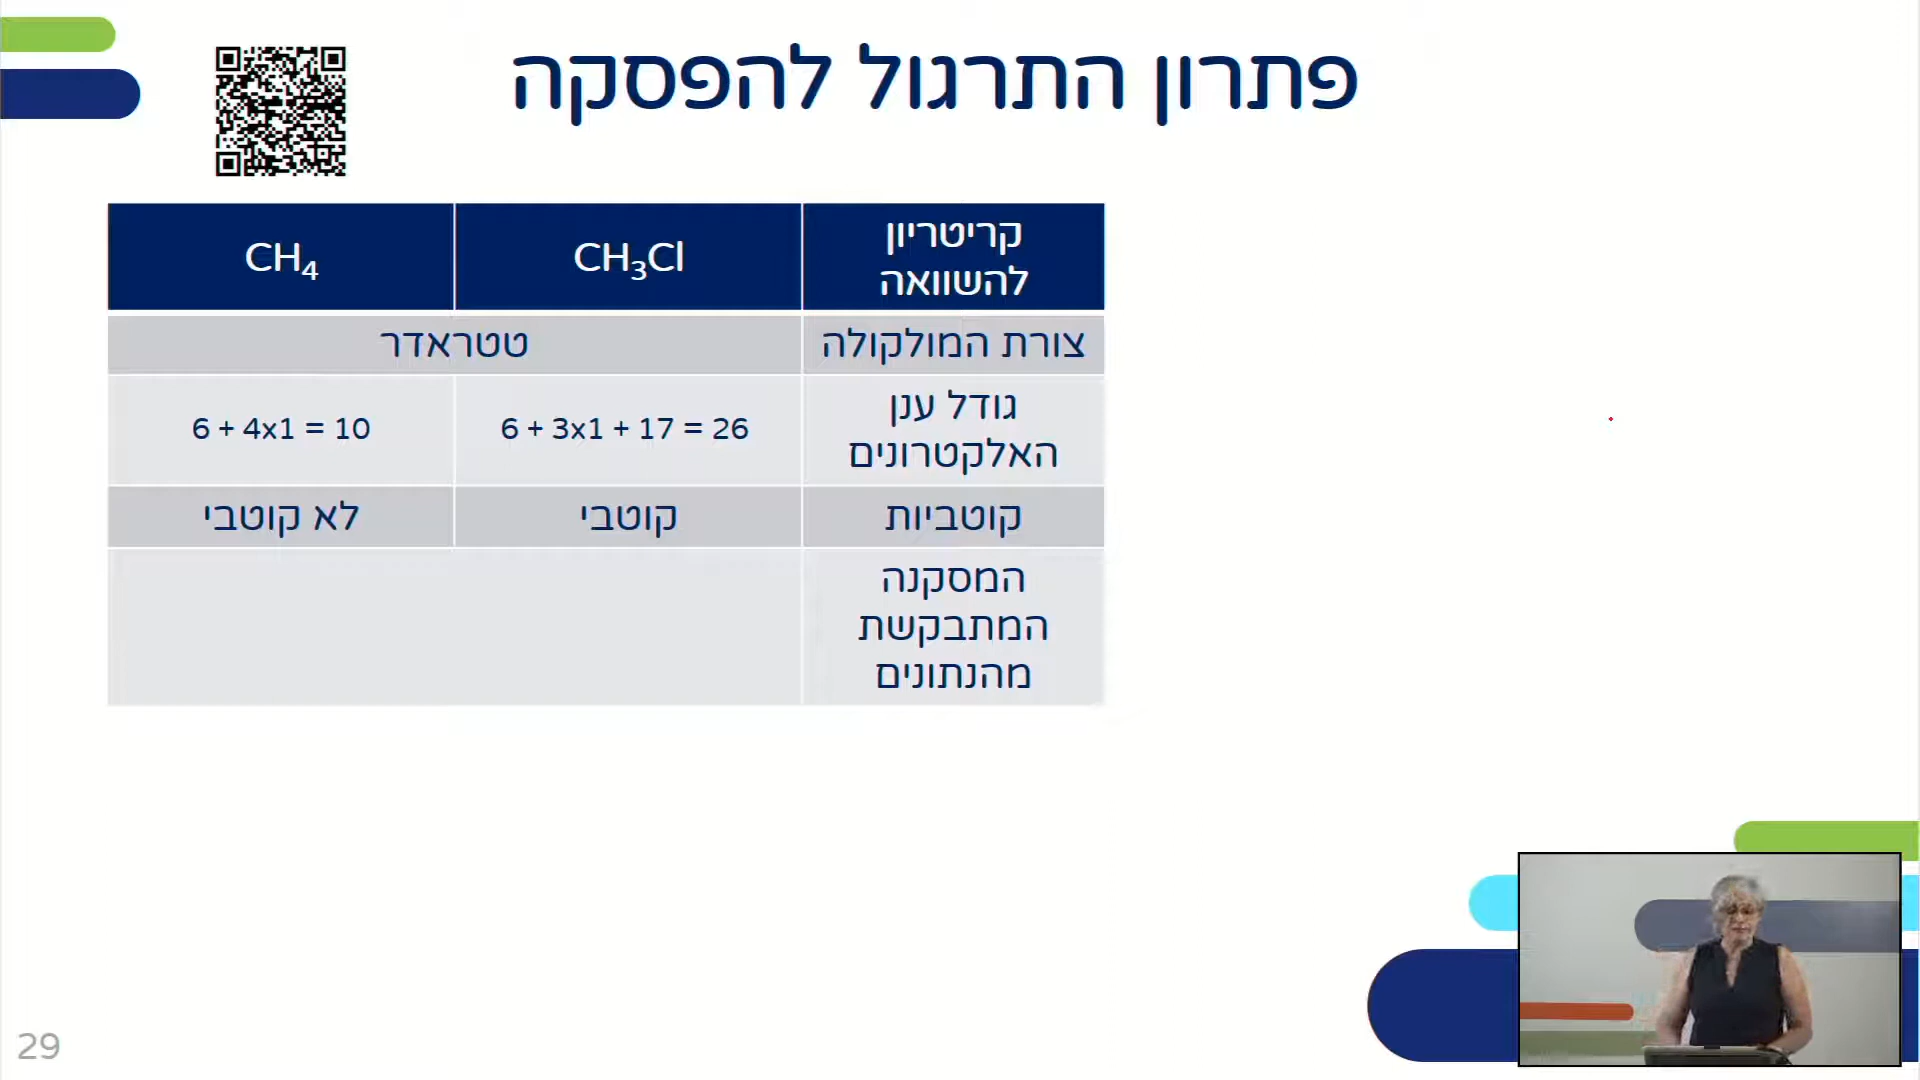 פתרון התרגול להפסקה
קריטריון
להשוואה
CH₃Cl
CH₄
צורת המולקולה
טטראדר
גודל ענן
האלקטרונים
6 + 3x1 + 17 = 26
6 + 4x1 = 10
קוטביות
קוטבי
לא קוטבי
המסקנה
המתבקשת
מהנתונים
29